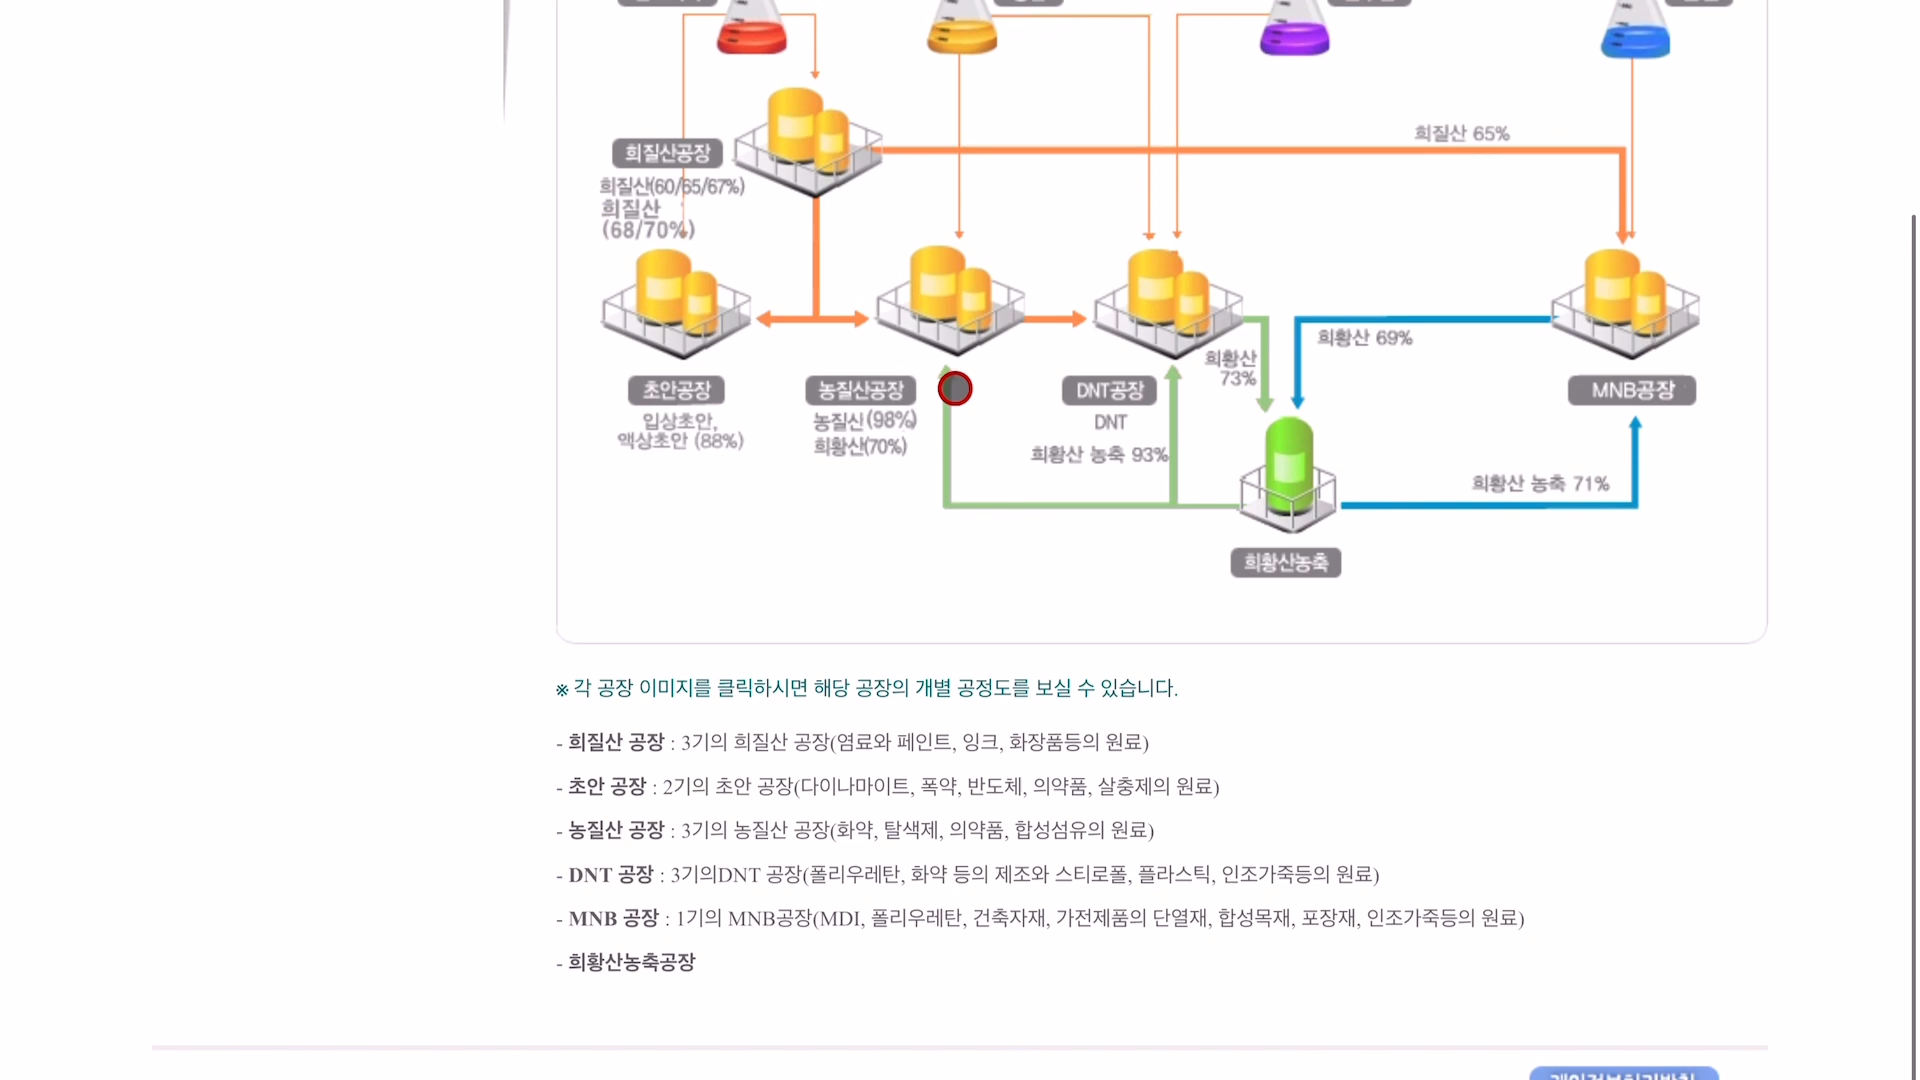 희질산 65%
희질산공장
희질산(60/65/67%)
희질산
(68/70%)
희황산 69%
희황산
73%
초안공장
입상초안,
액상초안 (88%)
농질산공장
농질신(98%)
희황산(70%)
DNT공장
DNT
희황산 농축 93%
MNB공장
희황산 농축 71%
희황산농축
※ 각 공장 이미지를 클릭하시면 해당 공장의 개별 공정도를 보실 수 있습니다.
- 희질산 공장 : 3기의 희질산 공장(염료와 페인트, 잉크, 화장품등의 원료)
- 초안 공장 : 2기의 초안 공장(다이나마이트, 폭약, 반도체, 의약품, 살충제의 원료)
- 농질산 공장 : 3기의 농질산 공장(화약, 탈색제, 의약품, 합성섬유의 원료)
- DNT 공장 : 3기의DNT 공장(폴리우레탄, 화약 등의 제조와 스티로폴, 플라스틱, 인조가죽등의 원료)
- MNB 공장 : 1기의 MNB공장(MDI, 폴리우레탄, 건축자재, 가전제품의 단열재, 합성목재, 포장재, 인조가죽등의 원료)
- 희황산농축공장